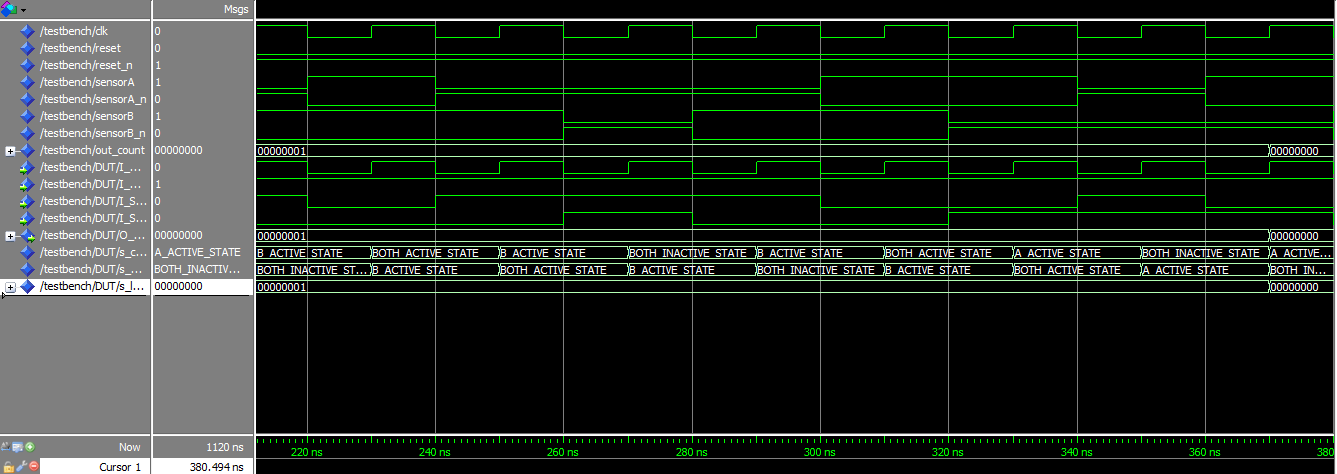 Msgs
/testbench/clk 0
/testbench/reset 0
/testbench/reset_n 1
/testbench/sensorA 1
/testbench/sensorA_n 0
/testbench/sensorB 1
/testbench/sensorB_n 0
/testbench/out_count 00000000 00000001 00000000
/testbench/DUT/I_... 0
/testbench/DUT/I_... 1
/testbench/DUT/I_S... 0
/testbench/DUT/I_S... 0
/testbench/DUT/O_... 00000000 00000001 00000000
/testbench/DUT/s_c... A_ACTIVE_STATE B_ACTIVE_STATE BOTH_ACTIVE_STATE B_ACTIVE_STATE BOTH_INACTIVE_STATE B_ACTIVE_STATE BOTH_ACTIVE_STATE A_ACTIVE_STATE BOTH_INACTIVE_STATE A_ACTIVE...
/testbench/DUT/s_... BOTH_INACTIV... BOTH_INACTIVE_ST... B_ACTIVE_STATE BOTH_ACTIVE_STATE B_ACTIVE_STATE BOTH_INACTIVE_STATE B_ACTIVE_STATE BOTH_ACTIVE_STATE A_ACTIVE_STATE BOTH_IN...
/testbench/DUT/s_l... 00000000 00000001 00000000
Now 1120 ns 220 ns 240 ns 260 ns 280 ns 300 ns 320 ns 340 ns 360 ns 380
Cursor 1 380.494 ns